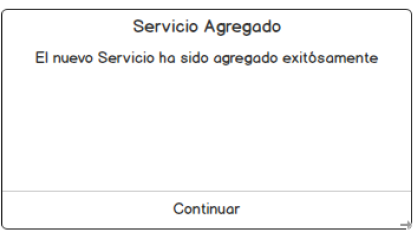 Servicio Agregado
El nuevo Servicio ha sido agregado exitósamente
Continuar